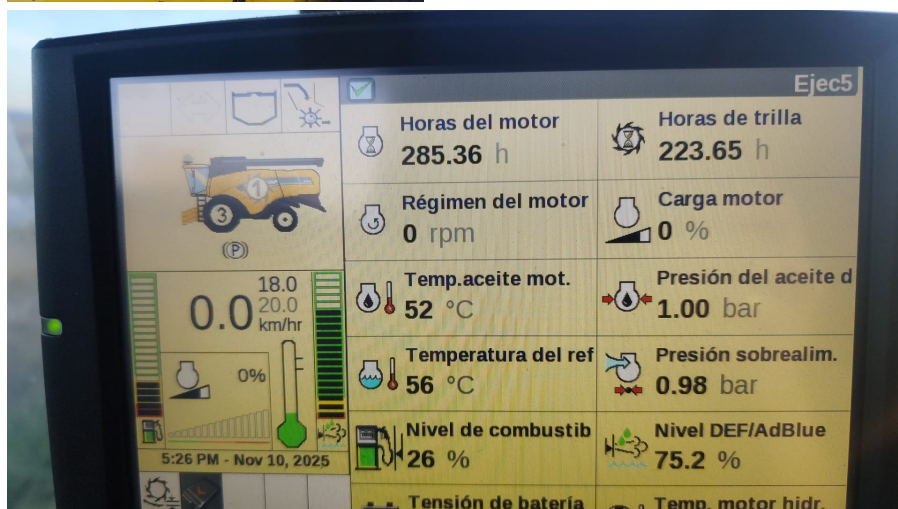 Ejec5
Horas del motor
285.36 h
Horas de trilla
223.65 h
Régimen del motor
0 rpm
Carga motor
0 %
Temp.aceite mot.
52 °C
Presión del aceite d
1.00 bar
Temperatura del ref
56 °C
Presión sobrealim.
0.98 bar
Nivel de combustib
26 %
Nivel DEF/AdBlue
75.2 %
Tensión de batería
Temp. motor hidr.
1
3
(P)
18.0
0.0 20.0
km/hr
0%
5:26 PM - Nov 10, 2025